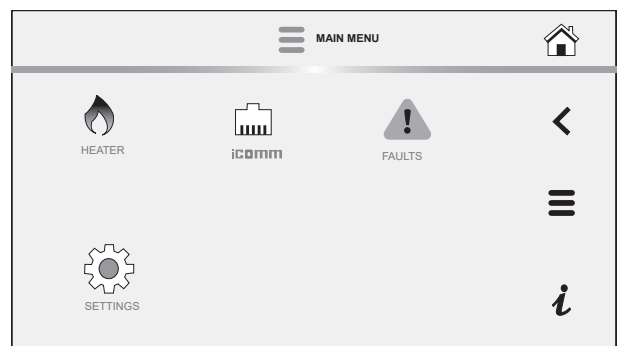 MAIN MENU
HEATER
iCOMM
FAULTS
SETTINGS
i